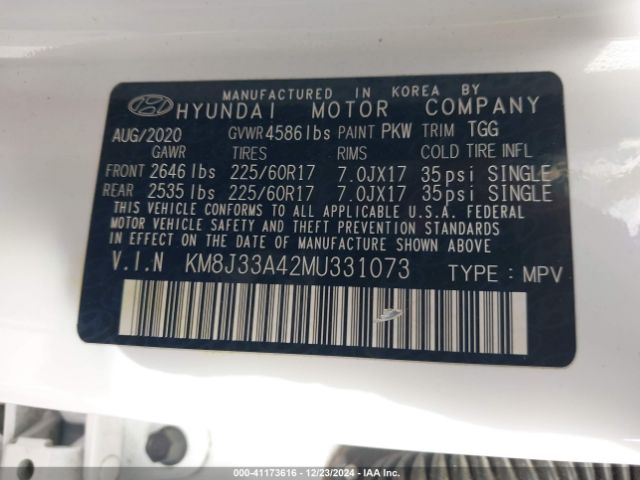 MANUFACTURED IN KOREA BY
HYUNDAI MOTOR COMPANY
AUG/2020 GVWR 4586 lbs PAINT PKW TRIM TGG
GAWR TIRES RIMS COLD TIRE INFL
FRONT 2646 lbs 225/60R17 7.0JX17 35 psi SINGLE
REAR 2535 lbs 225/60R17 7.0JX17 35 psi SINGLE
THIS VEHICLE CONFORMS TO ALL APPLICABLE U.S.A. FEDERAL
MOTOR VEHICLE SAFETY AND THEFT PREVENTION
STANDARDS IN EFFECT ON THE DATE OF MANUFACTURE
SHOWN ABOVE.
V.I.N KM8J33A42MU331073 TYPE : MPV
000-41173616 - 12/23/2024 - IAA Inc.